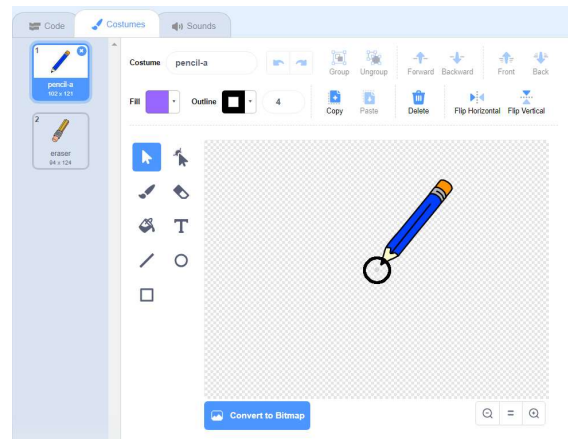 Code Costumes Sounds
1
pencil-a
102 x 121
2
eraser
84 x 124
Costume pencil-a Group Ungroup Forward Backward Front Back
Fill Outline 4 Copy Paste Delete Flip Horizontal Flip Vertical
T
Convert to Bitmap